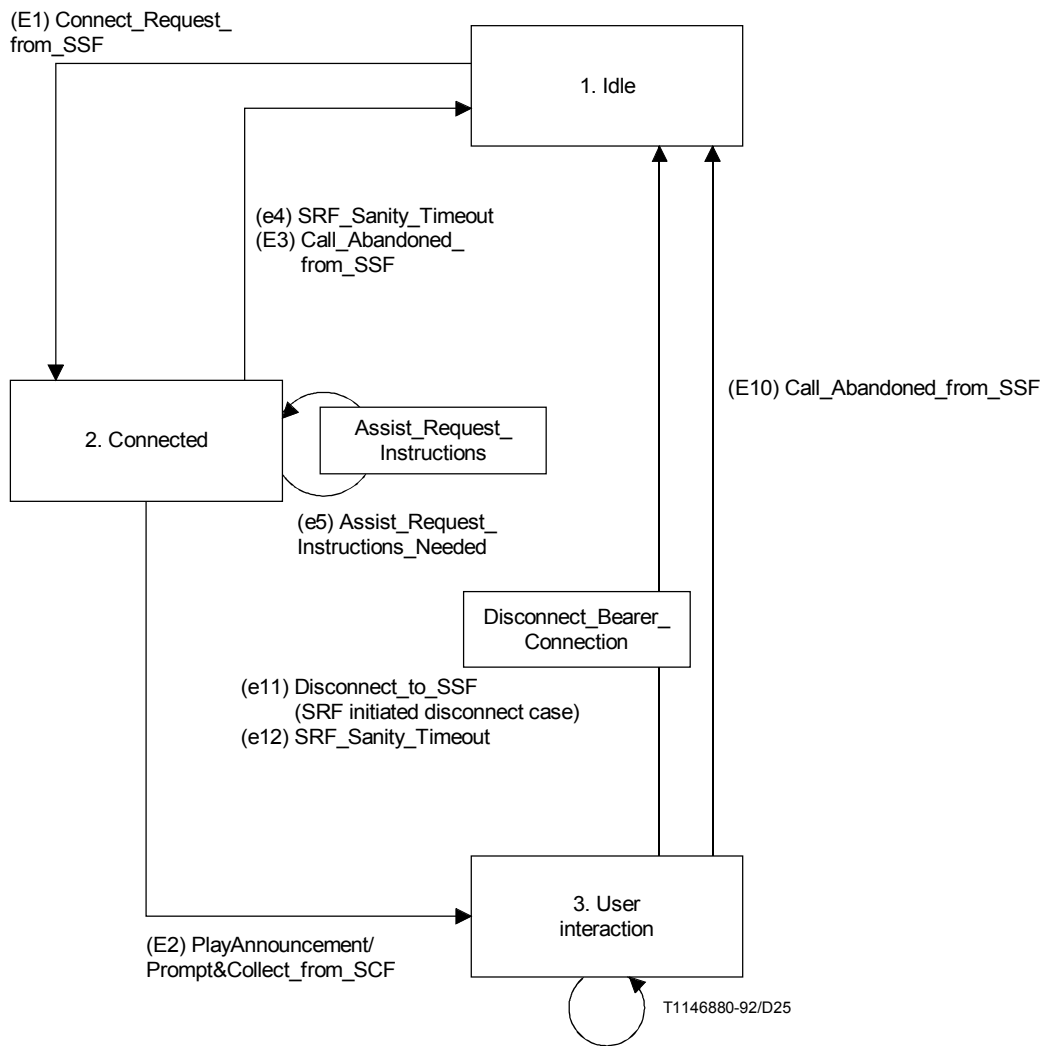 (E1) Connect_Request_
from_SSF
1. Idle
(e4) SRF_Sanity_Timeout
(E3) Call_Abandoned_
from_SSF
(E10) Call_Abandoned_from_SSF
2. Connected
Assist_Request_
Instructions
(e5) Assist_Request_
Instructions_Needed
Disconnect_Bearer_
Connection
(e11) Disconnect_to_SSF
(SRF initiated disconnect case)
(e12) SRF_Sanity_Timeout
3. User
interaction
(E2) PlayAnnouncement/
Prompt&Collect_from_SCF
T1146880-92/D25